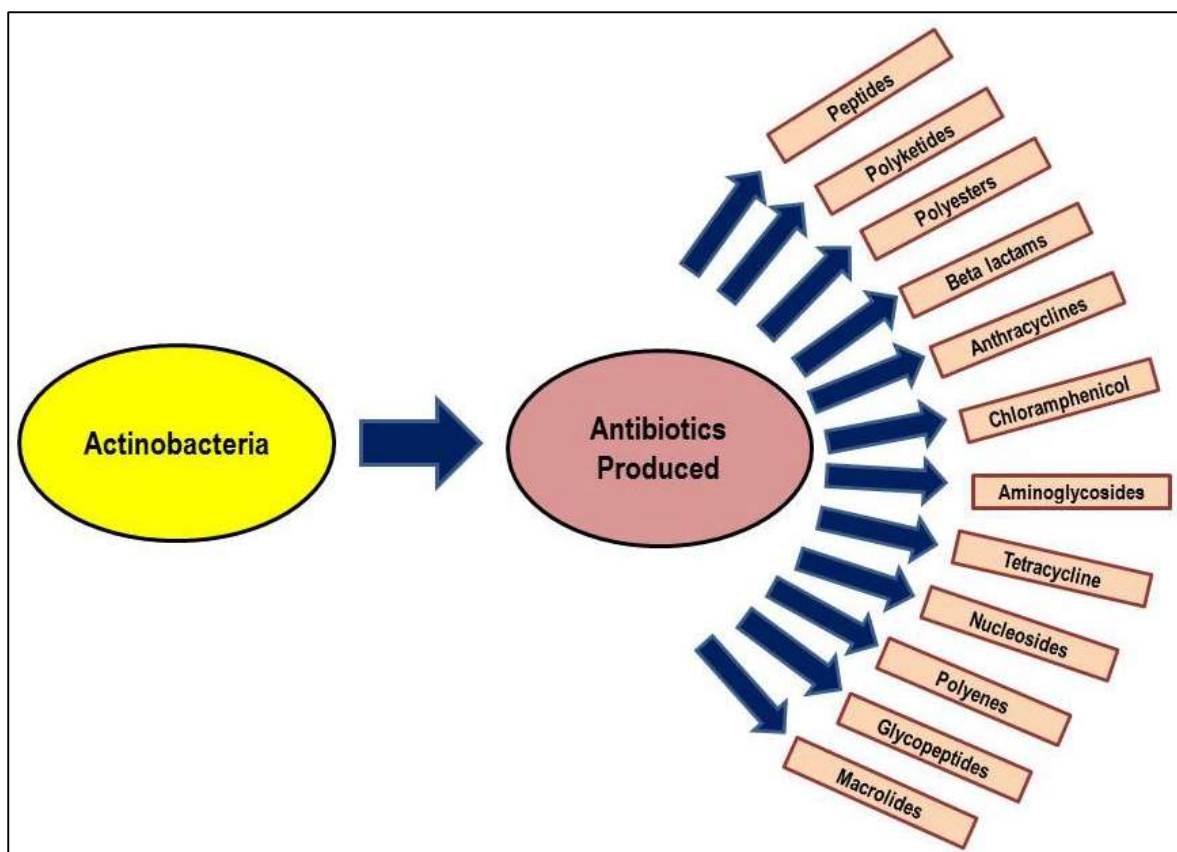 Actinobacteria
Antibiotics
Produced
Peptides
Polyketides
Polyesters
Beta lactams
Anthracyclines
Chloramphenicol
Aminoglycosides
Tetracycline
Nucleosides
Polyenes
Glycopeptides
Macrolides